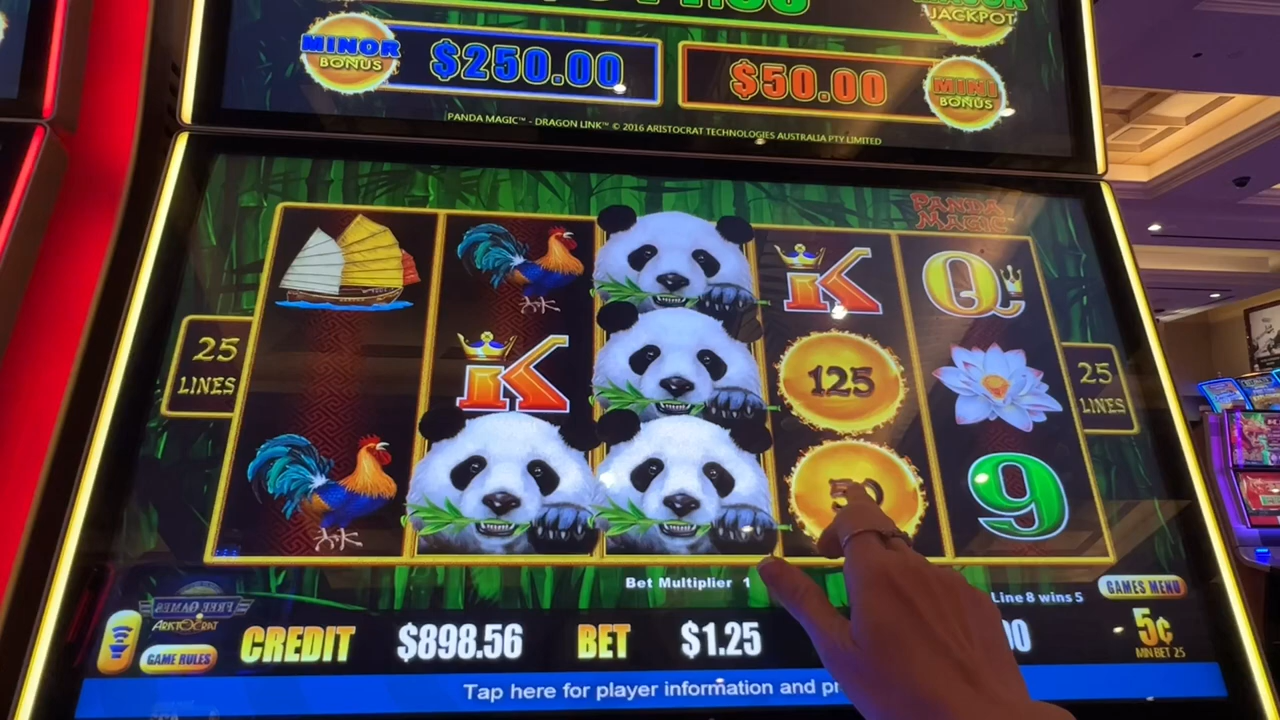 JACKPOT
MINOR
BONUS
$250.00
$50.00
MINI
BONUS
PANDA MAGIC™ - DRAGON LINK™ © 2016 ARISTOCRAT TECHNOLOGIES AUSTRALIA PTY LIMITED
PANDA
MAGIC
K
Q
25
LINES
K
125
25
LINES
50
9
Bet Multiplier 1
Line 8 wins 5
GAMES MENU
FREE GAMES
ARISTOCRAT
GAME RULES
CREDIT
$898.56
BET
$1.25
00
5¢
MIN BET 25
Tap here for player information and